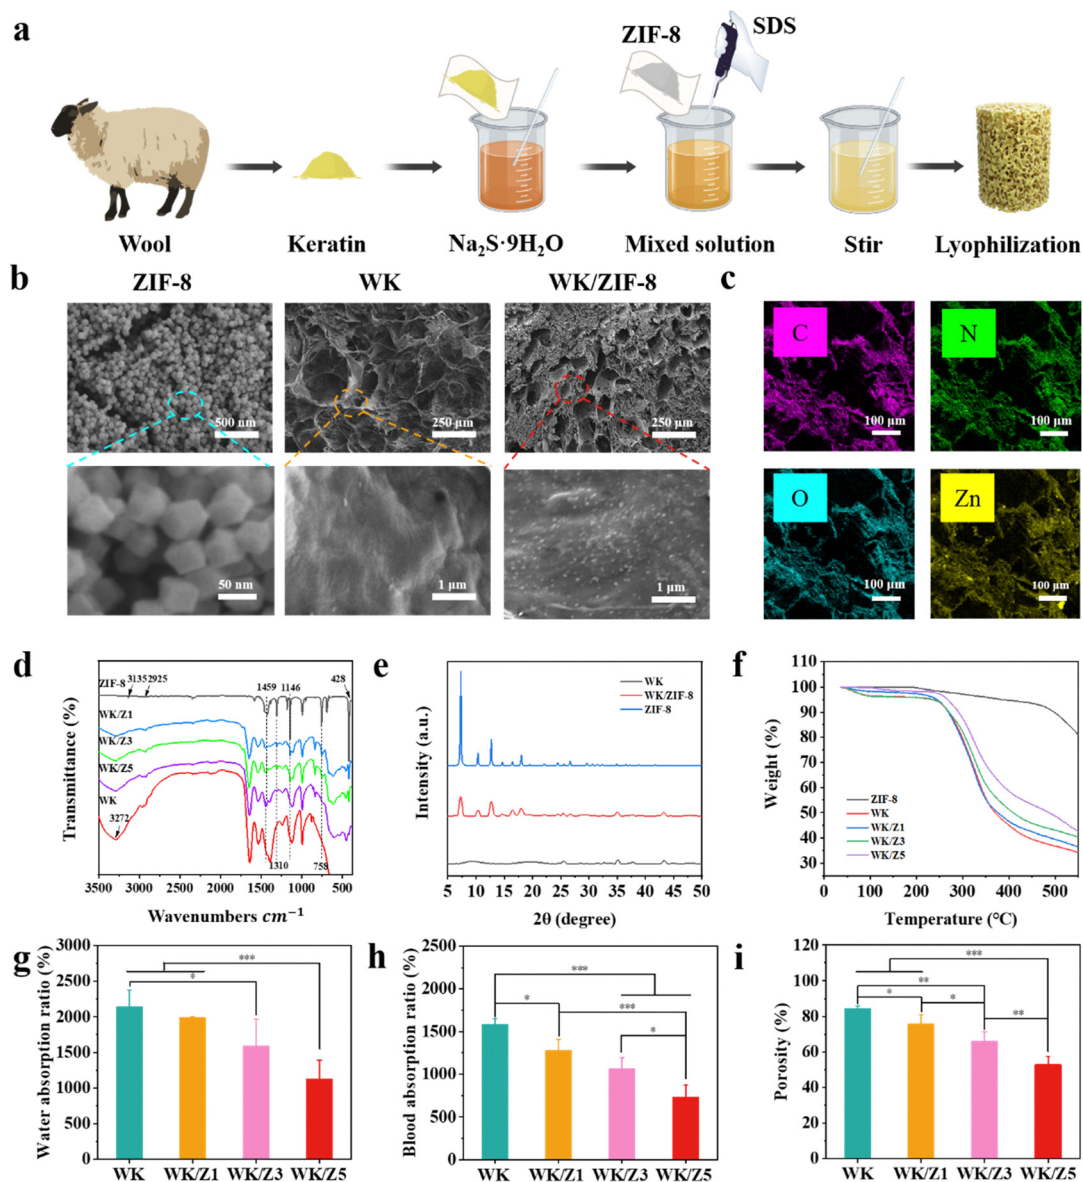 a
ZIF-8
SDS
Wool
Keratin
Na₂S·9H₂O
Mixed solution
Stir
Lyophilization
b
ZIF-8
WK
WK/ZIF-8
500 nm
250 μm
250 μm
50 nm
1 μm
1 μm
c
C
N
100 μm
100 μm
O
Zn
100 μm
100 μm
d
Transmittance (%)
ZIF-8
3135
2925
1459
1146
428
WK/Z1
WK/Z3
WK/Z5
WK
3272
1310
758
3500 3000 2500 2000 1500 1000 500
Wavenumbers cm⁻¹
e
Intensity (a.u.)
WK
WK/ZIF-8
ZIF-8
5 10 15 20 25 30 35 40 45 50
2θ (degree)
f
Weight (%)
110
100
90
80
70
60
50
40
30
ZIF-8
WK
WK/Z1
WK/Z3
WK/Z5
0 100 200 300 400 500
Temperature (℃)
g
Water absorption ratio (%)
3000
2500
2000
1500
1000
500
0
***
*
WK WK/Z1 WK/Z3 WK/Z5
h
Blood absorption ratio (%)
2500
2000
1500
1000
500
0
***
*
***
*
WK WK/Z1 WK/Z3 WK/Z5
i
Porosity (%)
120
100
80
60
40
20
0
***
**
*
*
**
WK WK/Z1 WK/Z3 WK/Z5